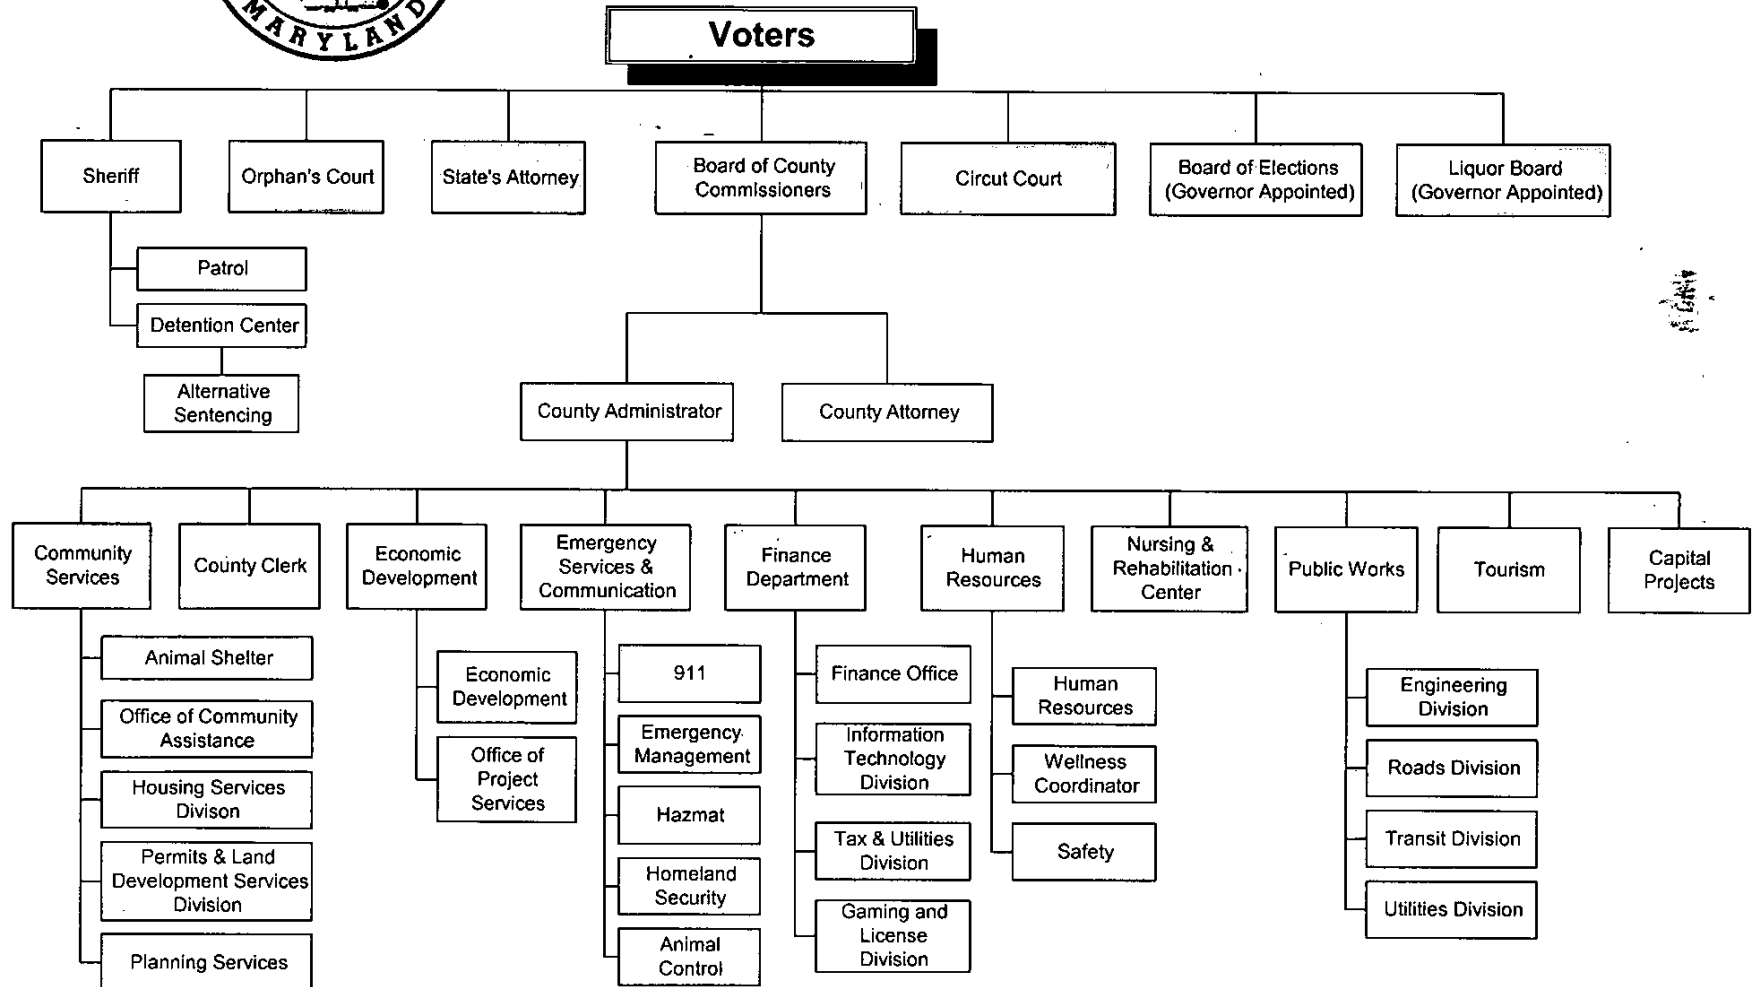 MARYLAND
Voters
Sheriff
Orphan's Court
State's Attorney
Board of County
Commissioners
Circut Court
Board of Elections
(Governor Appointed)
Liquor Board
(Governor Appointed)
Patrol
Detention Center
Alternative
Sentencing
County Administrator
County Attorney
Community
Services
County Clerk
Economic
Development
Emergency
Services &
Communication
Finance
Department
Human
Resources
Nursing &
Rehabilitation
Center
Public Works
Tourism
Capital
Projects
Animal Shelter
Office of Community
Assistance
Housing Services
Divison
Permits & Land
Development Services
Division
Planning Services
Economic
Development
Office of
Project
Services
911
Emergency
Management
Hazmat
Homeland
Security
Animal
Control
Finance Office
Information
Technology
Division
Tax & Utilities
Division
Gaming and
License
Division
Human
Resources
Wellness
Coordinator
Safety
Engineering
Division
Roads Division
Transit Division
Utilities Division